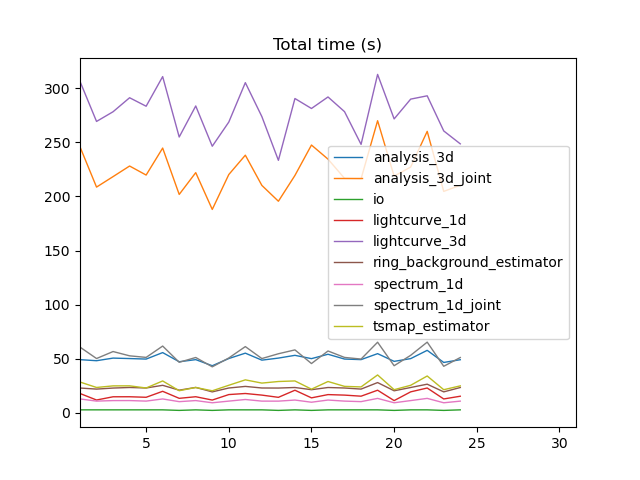 Total time (s)
300
250
200
150
100
50
0
5
10
15
20
25
30
analysis_3d
analysis_3d_joint
io
lightcurve_1d
lightcurve_3d
ring_background_estimator
spectrum_1d
spectrum_1d_joint
tsmap_estimator